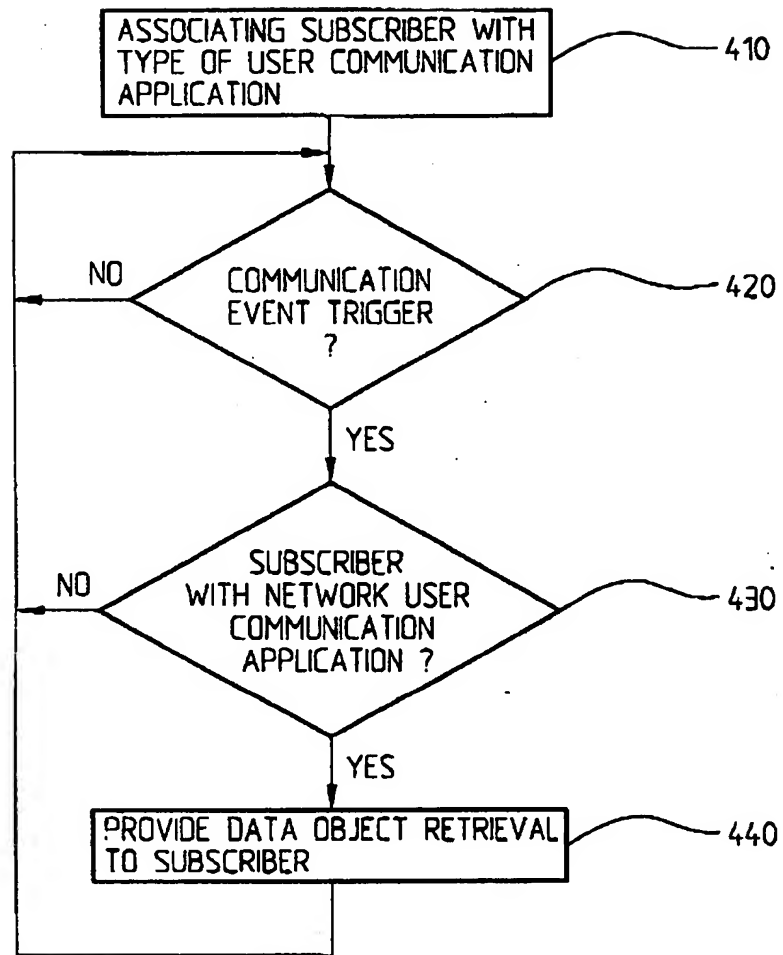 ASSOCIATING SUBSCRIBER WITH
TYPE OF USER COMMUNICATION
APPLICATION
410
NO
COMMUNICATION
EVENT TRIGGER
?
420
YES
NO
SUBSCRIBER
WITH NETWORK USER
COMMUNICATION
APPLICATION ?
430
YES
PROVIDE DATA OBJECT RETRIEVAL
TO SUBSCRIBER
440